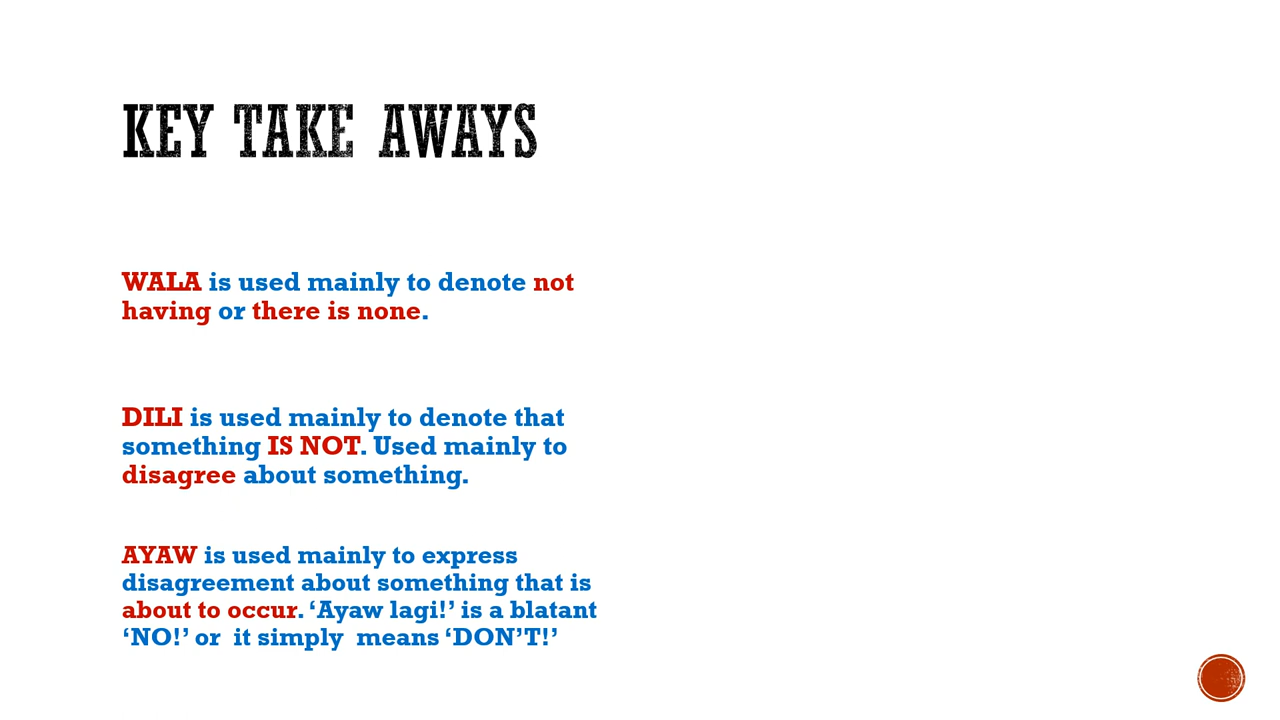 KEY TAKE AWAYS
WALA is used mainly to denote not
having or there is none.
DILI is used mainly to denote that
something IS NOT. Used mainly to
disagree about something.
AYAW is used mainly to express
disagreement about something that is
about to occur. ‘Ayaw lagi!’ is a blatant
‘NO!’ or  it simply  means ‘DON’T!’